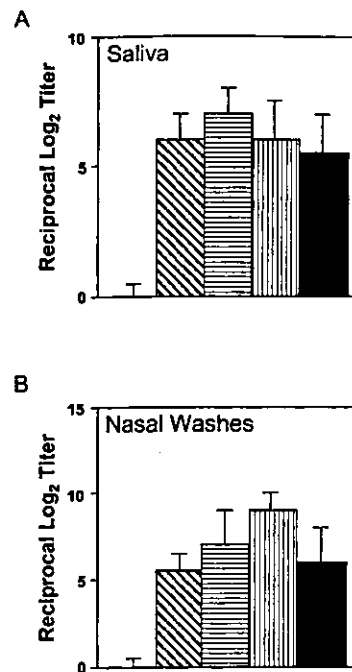 A
Saliva
Reciprocal Log₂ Titer
10
5
0
B
Nasal Washes
Reciprocal Log₂ Titer
15
10
5
0